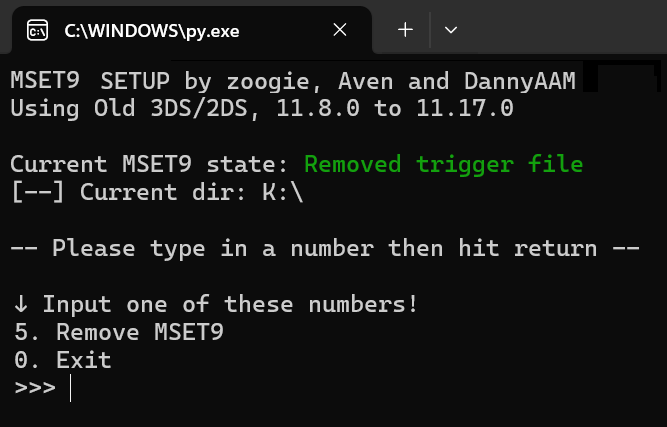 C:\WINDOWS\py.exe
MSET9 SETUP by zoogie, Aven and DannyAAM
Using Old 3DS/2DS, 11.8.0 to 11.17.0
Current MSET9 state: Removed trigger file
[--] Current dir: K:\
-- Please type in a number then hit return --
↓ Input one of these numbers!
5. Remove MSET9
0. Exit
>>>